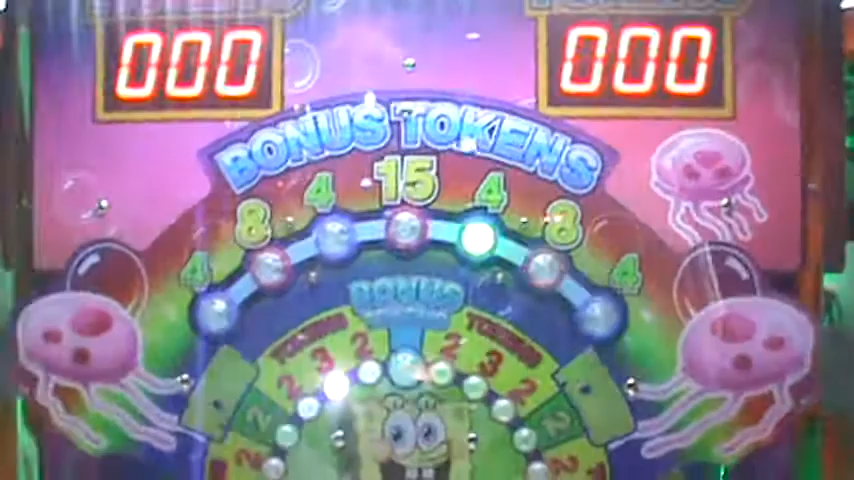 000 000
BONUS TOKENS
4 8 4 15 4 8 4
BONUS
TOKENS TOKENS
2 3 2 2 3 2
2 2
2 2